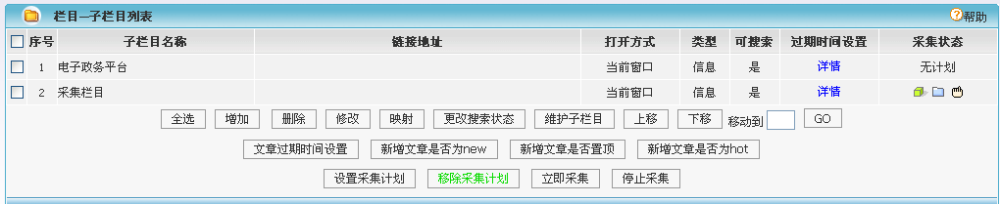 栏目—子栏目列表 帮助
序号 子栏目名称 链接地址 打开方式 类型 可搜索 过期时间设置 采集状态
1 电子政务平台 当前窗口 信息 是 详情 无计划
2 采集栏目 当前窗口 信息 是 详情
全选 增加 删除 修改 映射 更改搜索状态 维护子栏目 上移 下移 移动到 GO
文章过期时间设置 新增文章是否为new 新增文章是否置顶 新增文章是否为hot
设置采集计划 移除采集计划 立即采集 停止采集